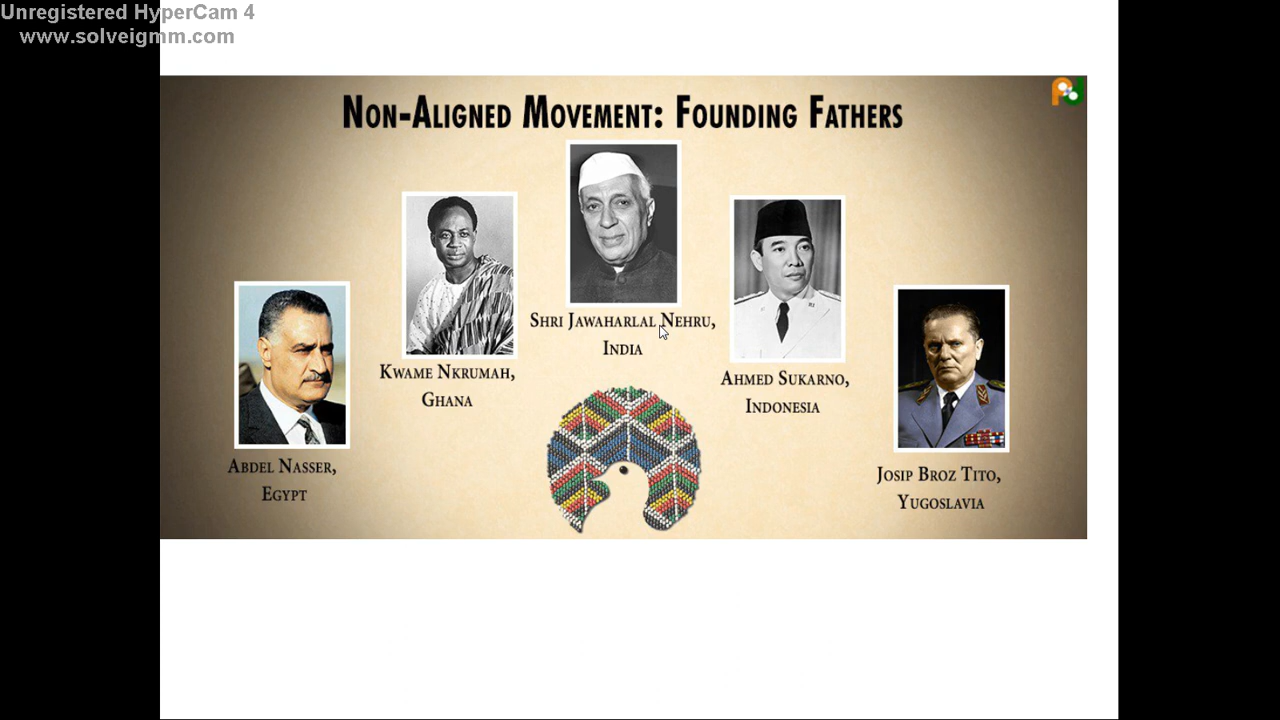 Unregistered HyperCam 4
www.solveigmm.com
Non-Aligned Movement: Founding Fathers
Shri Jawaharlal Nehru,
India
Kwame Nkrumah,
Ghana
Ahmed Sukarno,
Indonesia
Abdel Nasser,
Egypt
Josip Broz Tito,
Yugoslavia